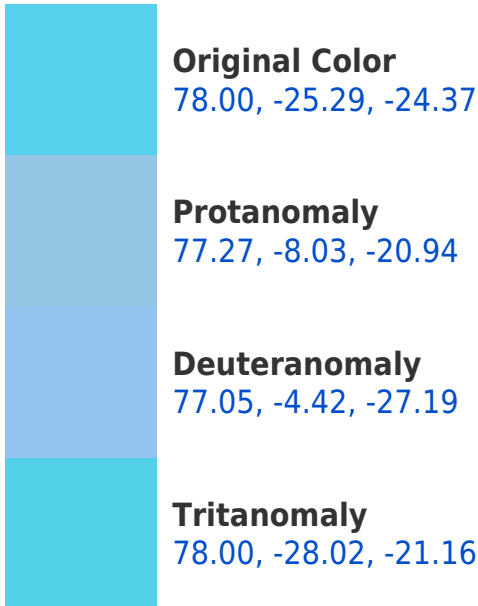 Original Color
78.00, -25.29, -24.37
Protanomaly
77.27, -8.03, -20.94
Deuteranomaly
77.05, -4.42, -27.19
Tritanomaly
78.00, -28.02, -21.16